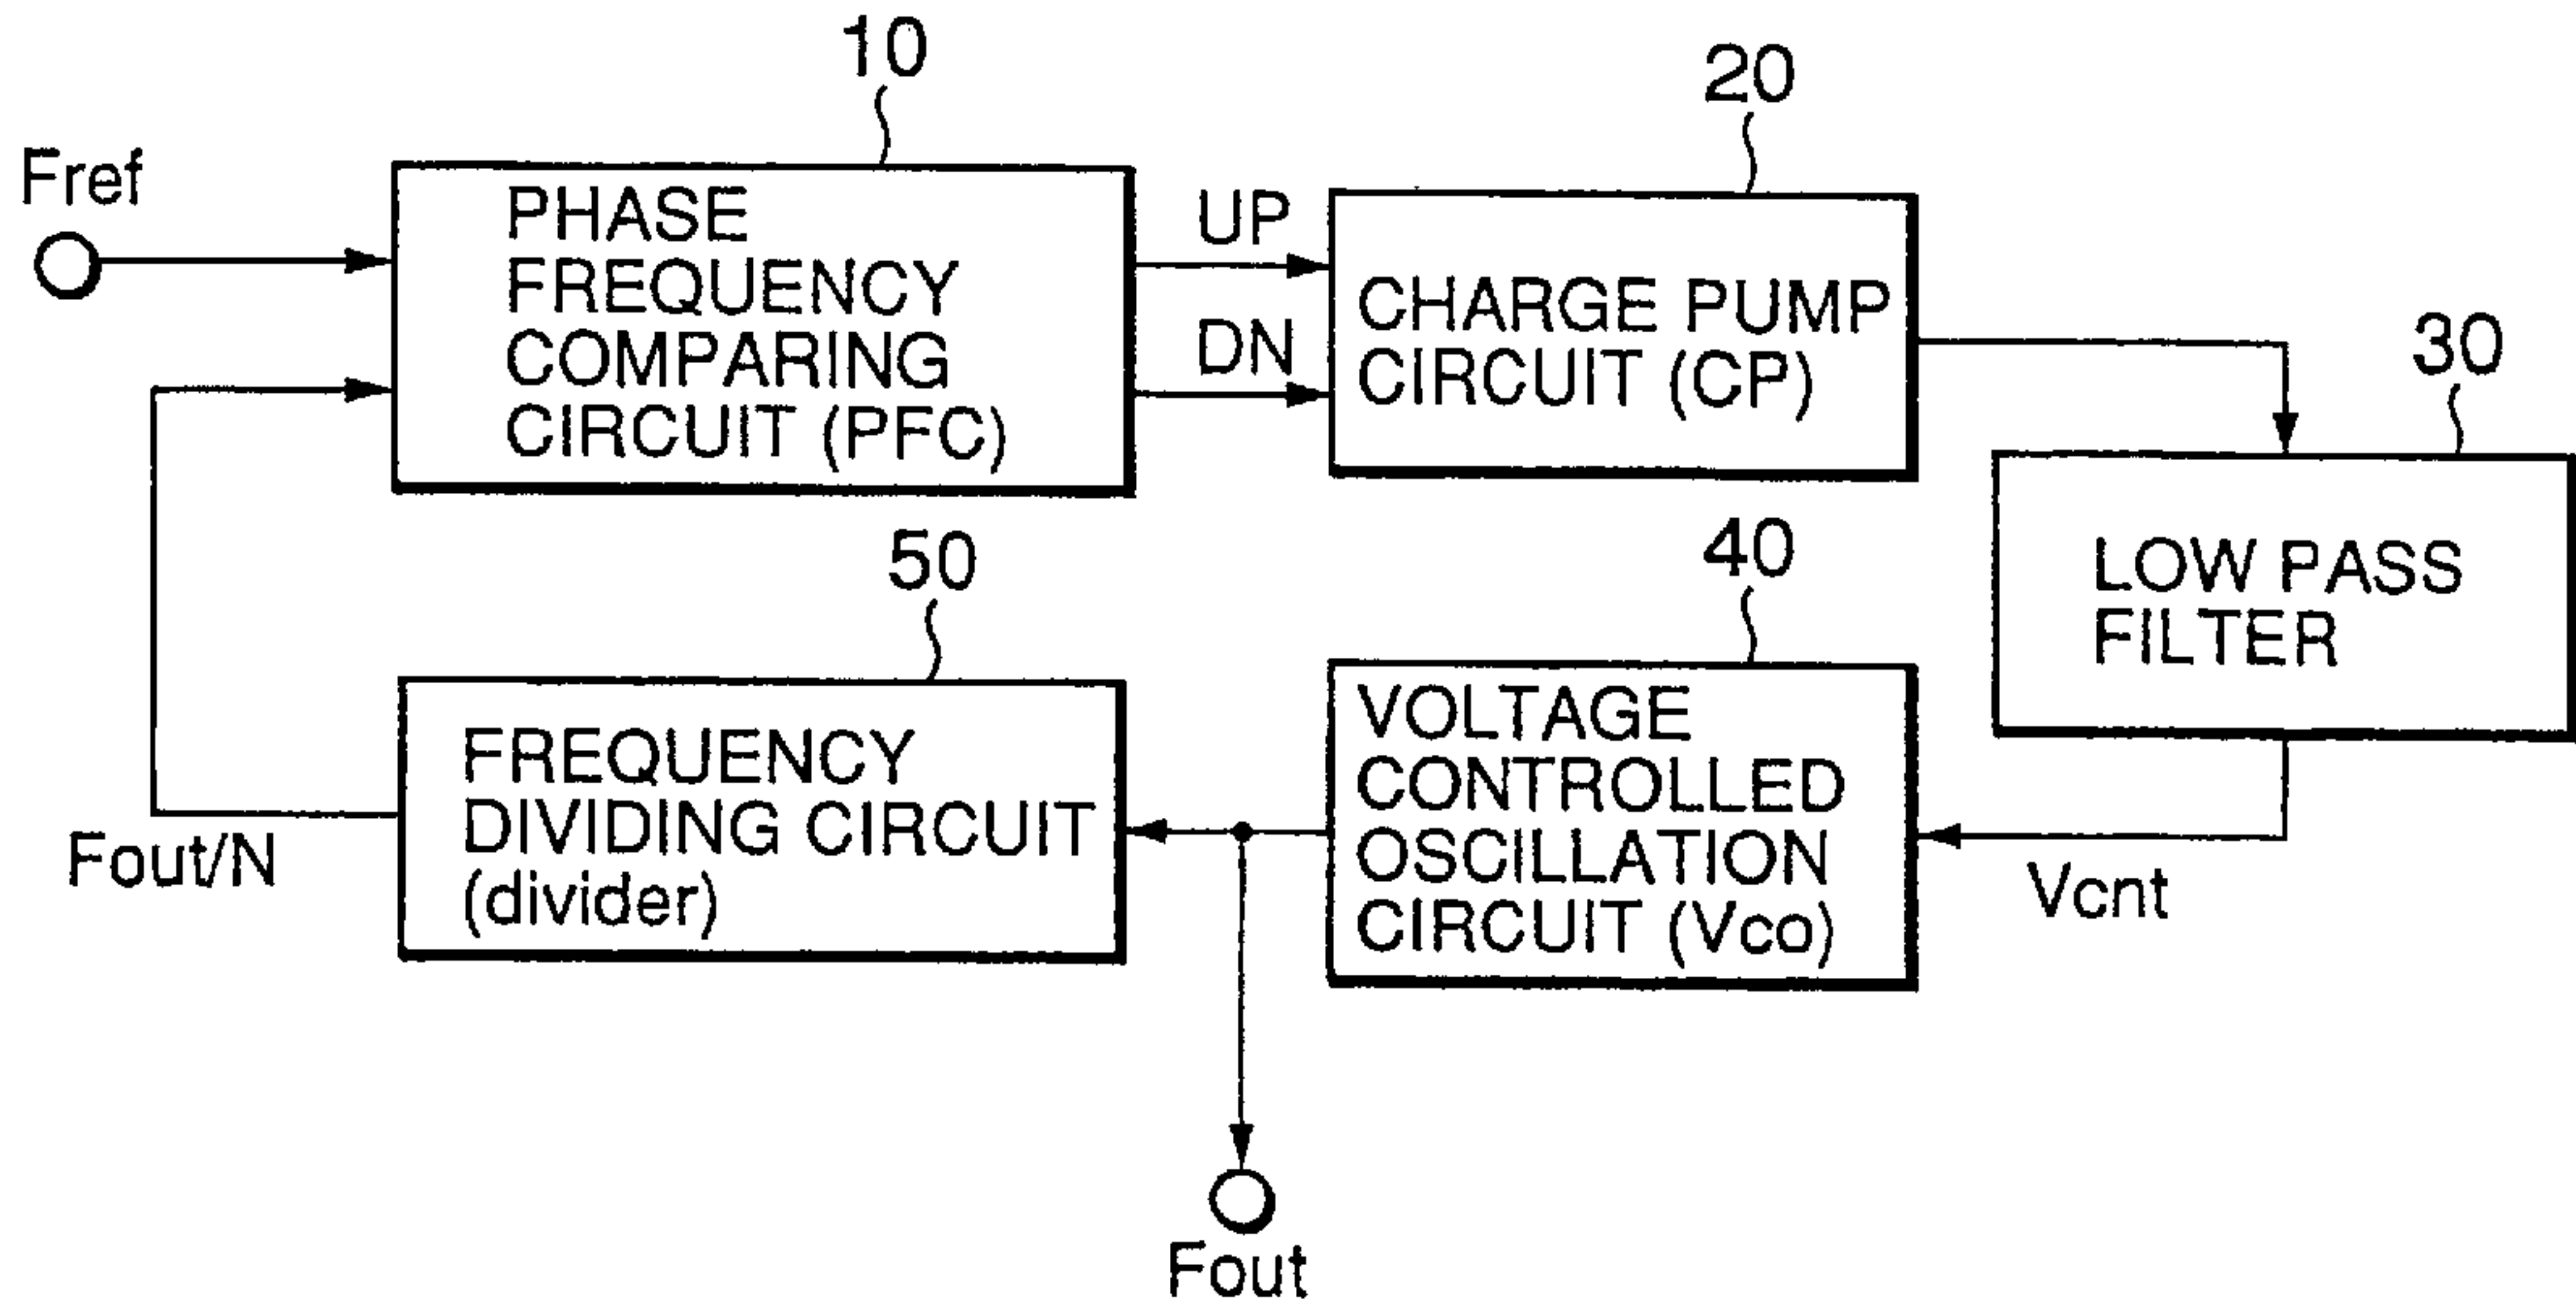 10
20
Fref
PHASE
FREQUENCY
COMPARING
CIRCUIT (PFC)
UP
DN
CHARGE PUMP
CIRCUIT (CP)
30
LOW PASS
FILTER
50
40
FREQUENCY
DIVIDING CIRCUIT
(divider)
VOLTAGE
CONTROLLED
OSCILLATION
CIRCUIT (Vco)
Fout/N
Vcnt
Fout